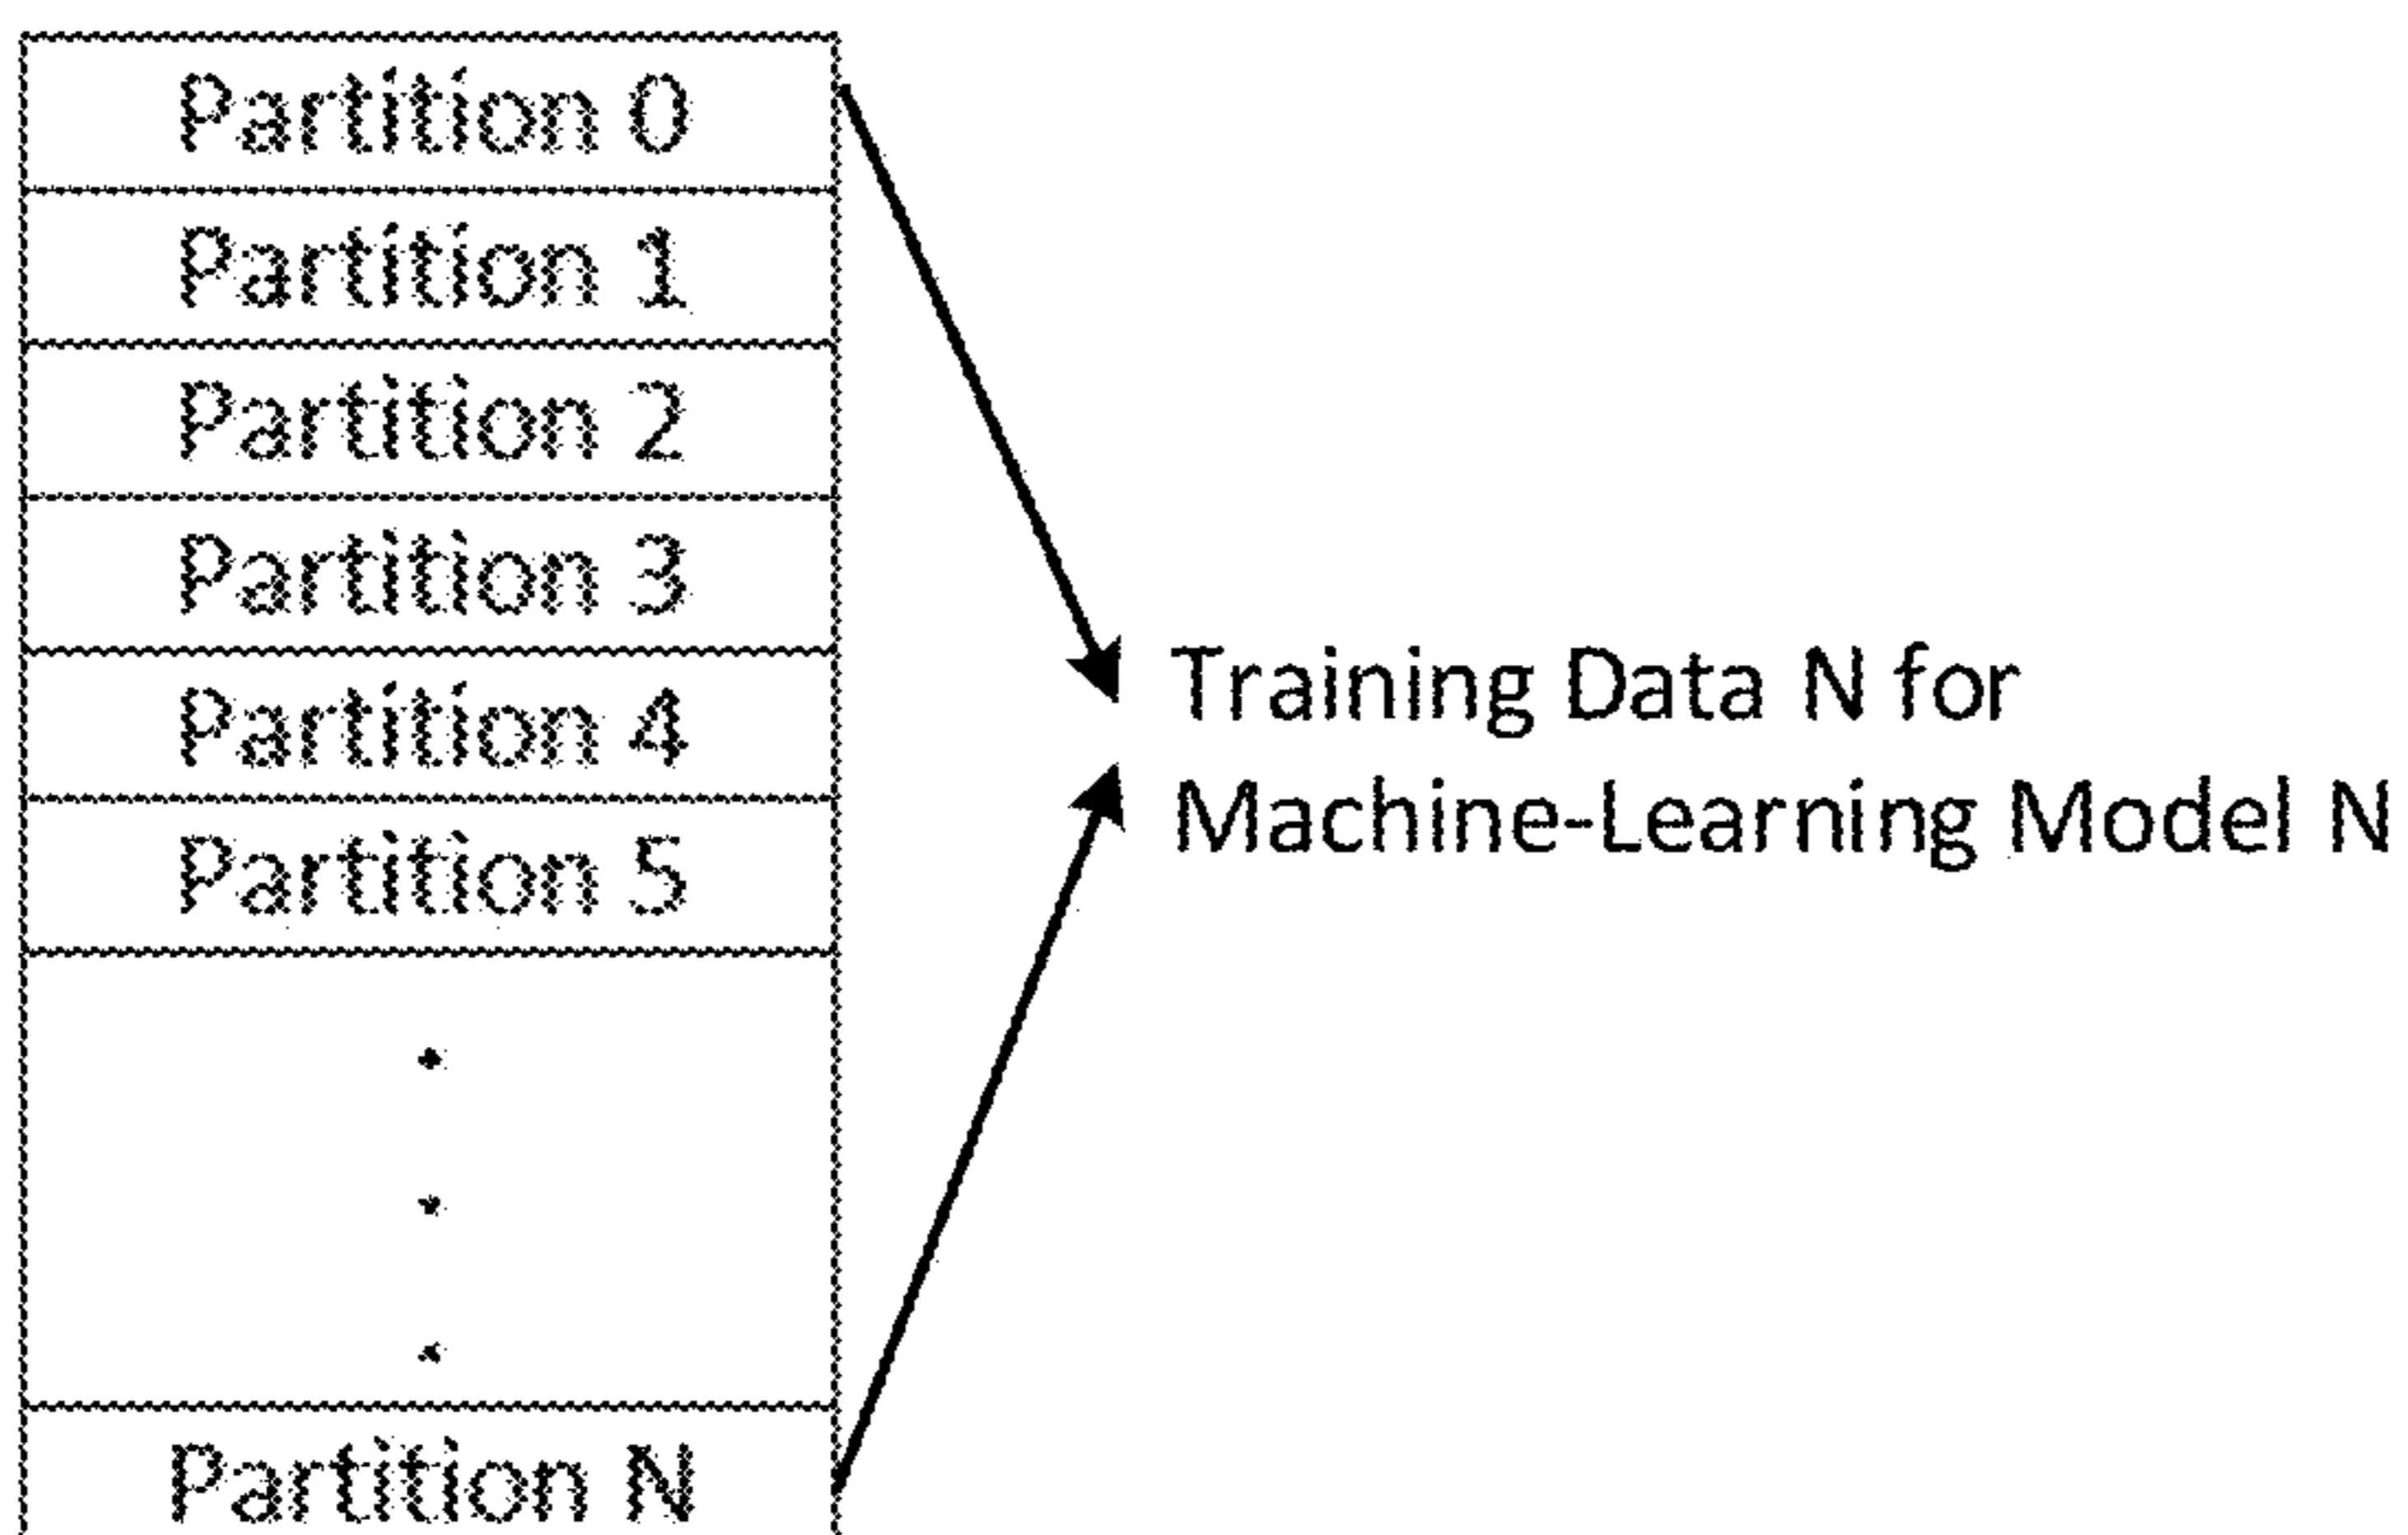 Partition 0
Partition 1
Partition 2
Partition 3
Partition 4
Partition 5
Partition N
Training Data N for
Machine-Learning Model N